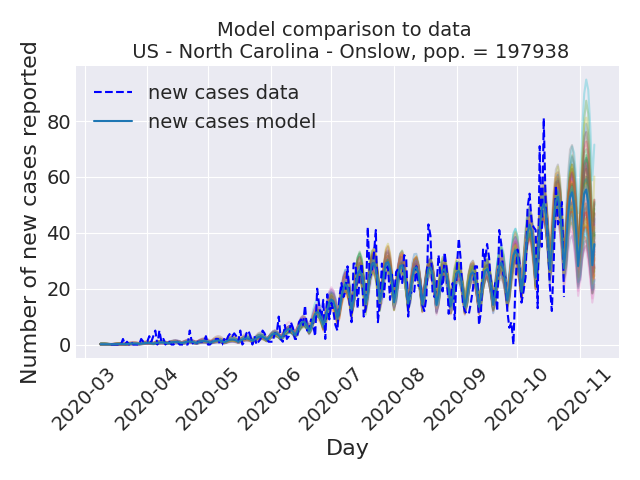 Model comparison to data
US - North Carolina - Onslow, pop. = 197938
new cases data
new cases model
Number of new cases reported
80
60
40
20
0
2020-03
2020-04
2020-05
2020-06
2020-07
2020-08
2020-09
2020-10
2020-11
Day